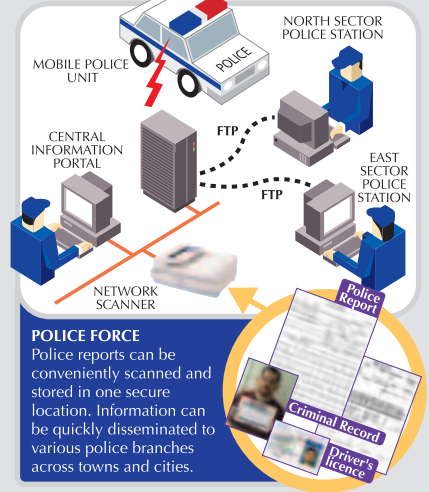 NORTH SECTOR
POLICE STATION
MOBILE POLICE
UNIT
POLICE
FTP
CENTRAL
INFORMATION
PORTAL
EAST
SECTOR
POLICE
STATION
FTP
NETWORK
SCANNER
Police
Report
POLICE FORCE
Police reports can be
conveniently scanned and
stored in one secure
location. Information can
be quickly disseminated to
various police branches
across towns and cities.
Criminal Record
Driver's
licence